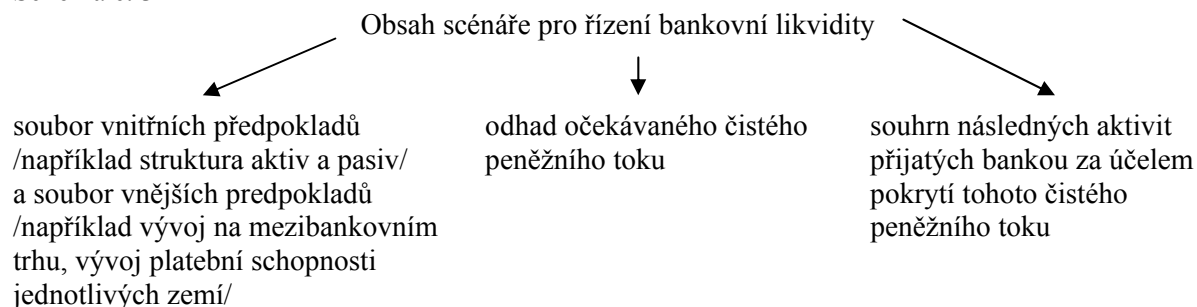 Obsah scénáře pro řízení bankovní likvidity
soubor vnitřních předpokladů
/například struktura aktiv a pasiv/
a soubor vnějších predpokladů
/například vývoj na mezibankovním
trhu, vývoj platební schopnosti
jednotlivých zemí/
odhad očekávaného čistého
peněžního toku
souhrn následných aktivit
přijatých bankou za účelem
pokrytí tohoto čistého
peněžního toku